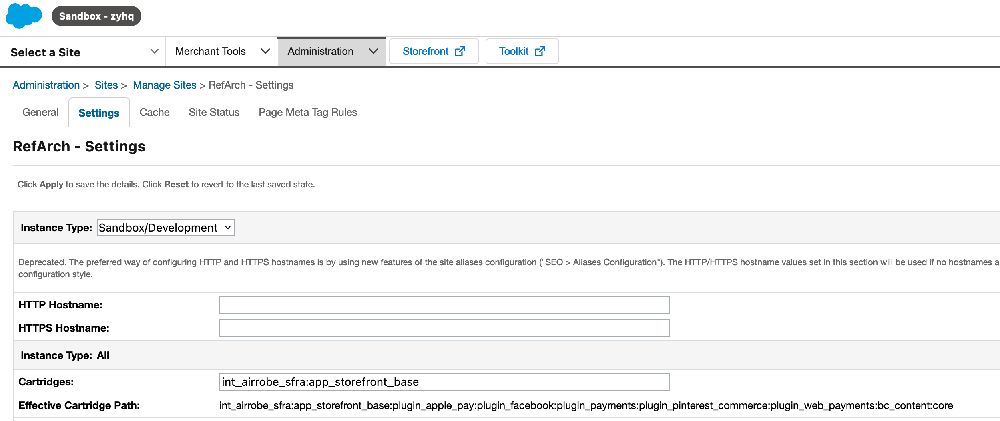 Sandbox - zyhq
Select a Site Merchant Tools Administration Storefront Toolkit
Administration > Sites > Manage Sites > RefArch - Settings
General Settings Cache Site Status Page Meta Tag Rules
RefArch - Settings
Click Apply to save the details. Click Reset to revert to the last saved state.
Instance Type: Sandbox/Development
Deprecated. The preferred way of configuring HTTP and HTTPS hostnames is by using new features of the site aliases configuration ("SEO > Aliases Configuration"). The HTTP/HTTPS hostname values set in this section will be used if no hostnames
configuration style.
HTTP Hostname:
HTTPS Hostname:
Instance Type: All
Cartridges: int_airrobe_sfra:app_storefront_base
Effective Cartridge Path: int_airrobe_sfra:app_storefront_base:plugin_apple_pay:plugin_facebook:plugin_payments:plugin_pinterest_commerce:plugin_web_payments:bc_content:core